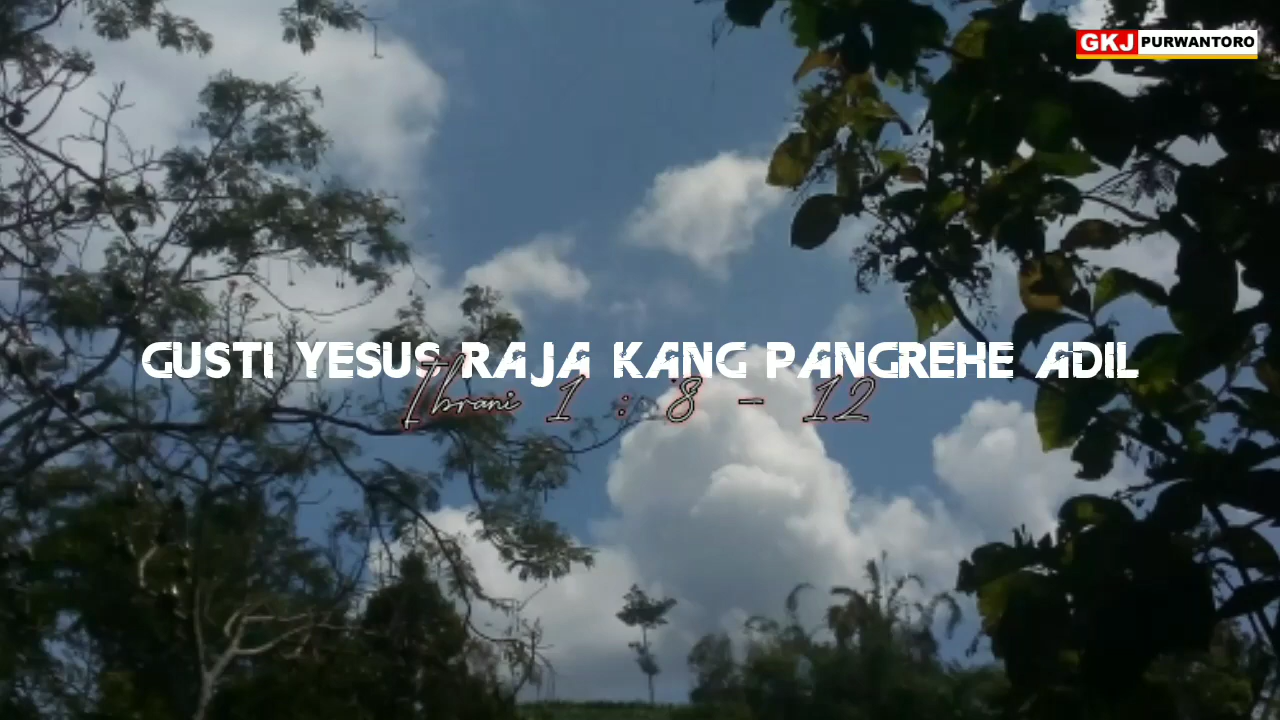 GKJ PURWANTORO
GUSTI YESUS RAJA KANG PANGREHE ADIL
Ibrani 1 : 8 - 12